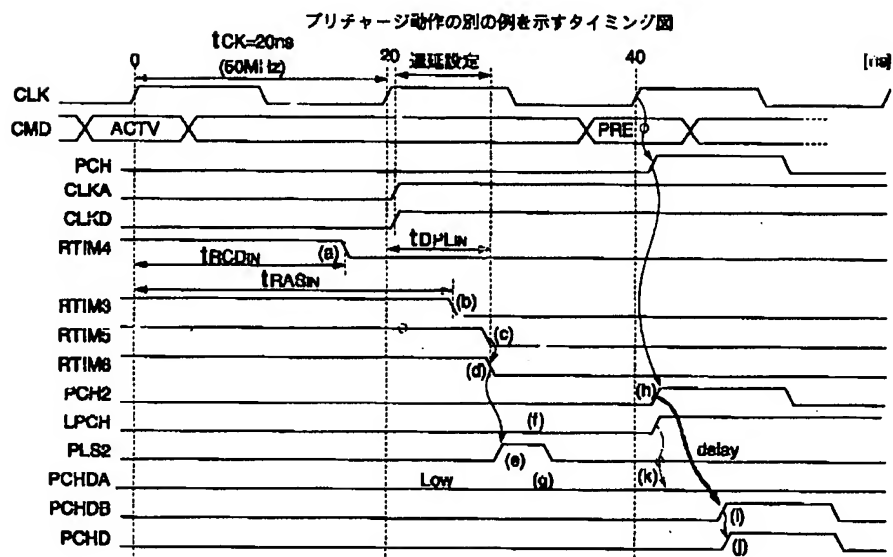 プリチャージ動作の別の例を示すタイミング図
tCK=20ns
(50MHz)
遅延設定
0 20 40 [ns]
CLK
CMD ACTV PRE
PCH
CLKA
CLKD
RTIM4 (a) tDPLIN
tRCDIN
tRASIN
RTIM3 (b)
RTIM5 (c)
RTIM6 (d)
PCH2 (h)
LPCH (f)
PLS2 (e) delay
PCHDA Low (g) (k)
PCHDB (i)
PCHD (j)